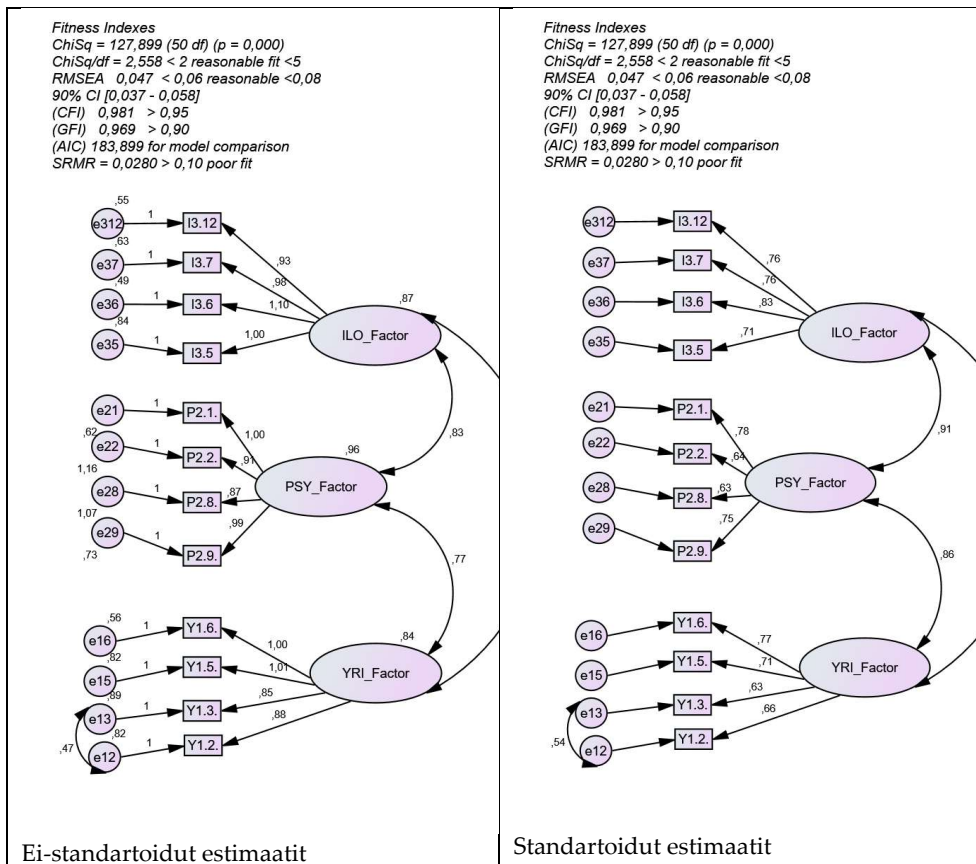 Fitness Indexes
ChiSq = 127,899 (50 df) (p = 0,000)
ChiSq/df = 2,558 < 2 reasonable fit <5
RMSEA 0,047 < 0,06 reasonable <0,08
90% CI [0,037 - 0,058]
(CFI) 0,981 > 0,95
(GFI) 0,969 > 0,90
(AIC) 183,899 for model comparison
SRMR = 0,0280 > 0,10 poor fit
,55
e312 1 I3.12
,63
,93
e37 1 I3.7
,98
,49
,87
e36 1 I3.6
1,10
ILO_Factor
,84
1,00
e35 1 I3.5
e21 1 P2.1.
,83
,62
1,00
e22 1 P2.2.
,91
,96
1,16
PSY_Factor
e28 1 P2.8.
,87
1,07
,99
e29 1 P2.9.
,73
,77
,56
e16 1 Y1.6.
1,00
,84
,82
e15 1 Y1.5.
1,01
YRI_Factor
,89
e13 1 Y1.3.
,85
,82
,88
e12 1 Y1.2.
,47
Ei-standartoidut estimaatit
Fitness Indexes
ChiSq = 127,899 (50 df) (p = 0,000)
ChiSq/df = 2,558 < 2 reasonable fit <5
RMSEA 0,047 < 0,06 reasonable <0,08
90% CI [0,037 - 0,058]
(CFI) 0,981 > 0,95
(GFI) 0,969 > 0,90
(AIC) 183,899 for model comparison
SRMR = 0,0280 > 0,10 poor fit
e312 I3.12
,76
e37 I3.7
,76
e36 I3.6
,83
ILO_Factor
,71
e35 I3.5
e21 P2.1.
,91
,78
e22 P2.2.
,64
PSY_Factor
e28 P2.8.
,63
,75
e29 P2.9.
,86
e16 Y1.6.
,77
e15 Y1.5.
,71
YRI_Factor
e13 Y1.3.
,63
,66
e12 Y1.2.
,54
Standartoidut estimaatit